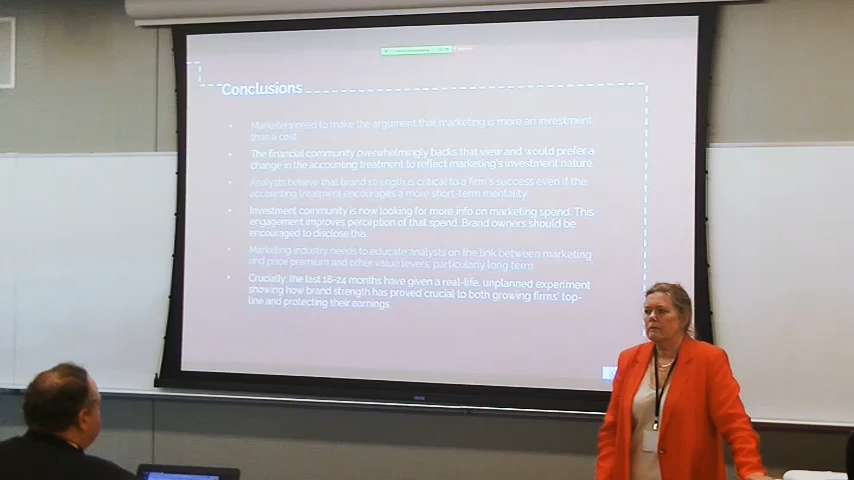 Conclusions
Marketers need to make the argument that marketing is more an investment
than a cost
The financial community overwhelmingly backs that view and would prefer a
change in the accounting treatment to reflect marketing's investment nature
Analysts believe that brand strength is critical to a firm's success even if the
accounting treatment encourages a more short-term mentality
Investment community is now looking for more info on marketing spend. This
engagement improves perception of that spend. Brand owners should be
encouraged to disclose this.
Marketing industry needs to educate analysts on the link between marketing
and price premium and other value levers, particularly long term
Crucially, the last 18-24 months have given a real-life, unplanned experiment
showing how brand strength has proved crucial to both growing firms' top-
line and protecting their earnings.